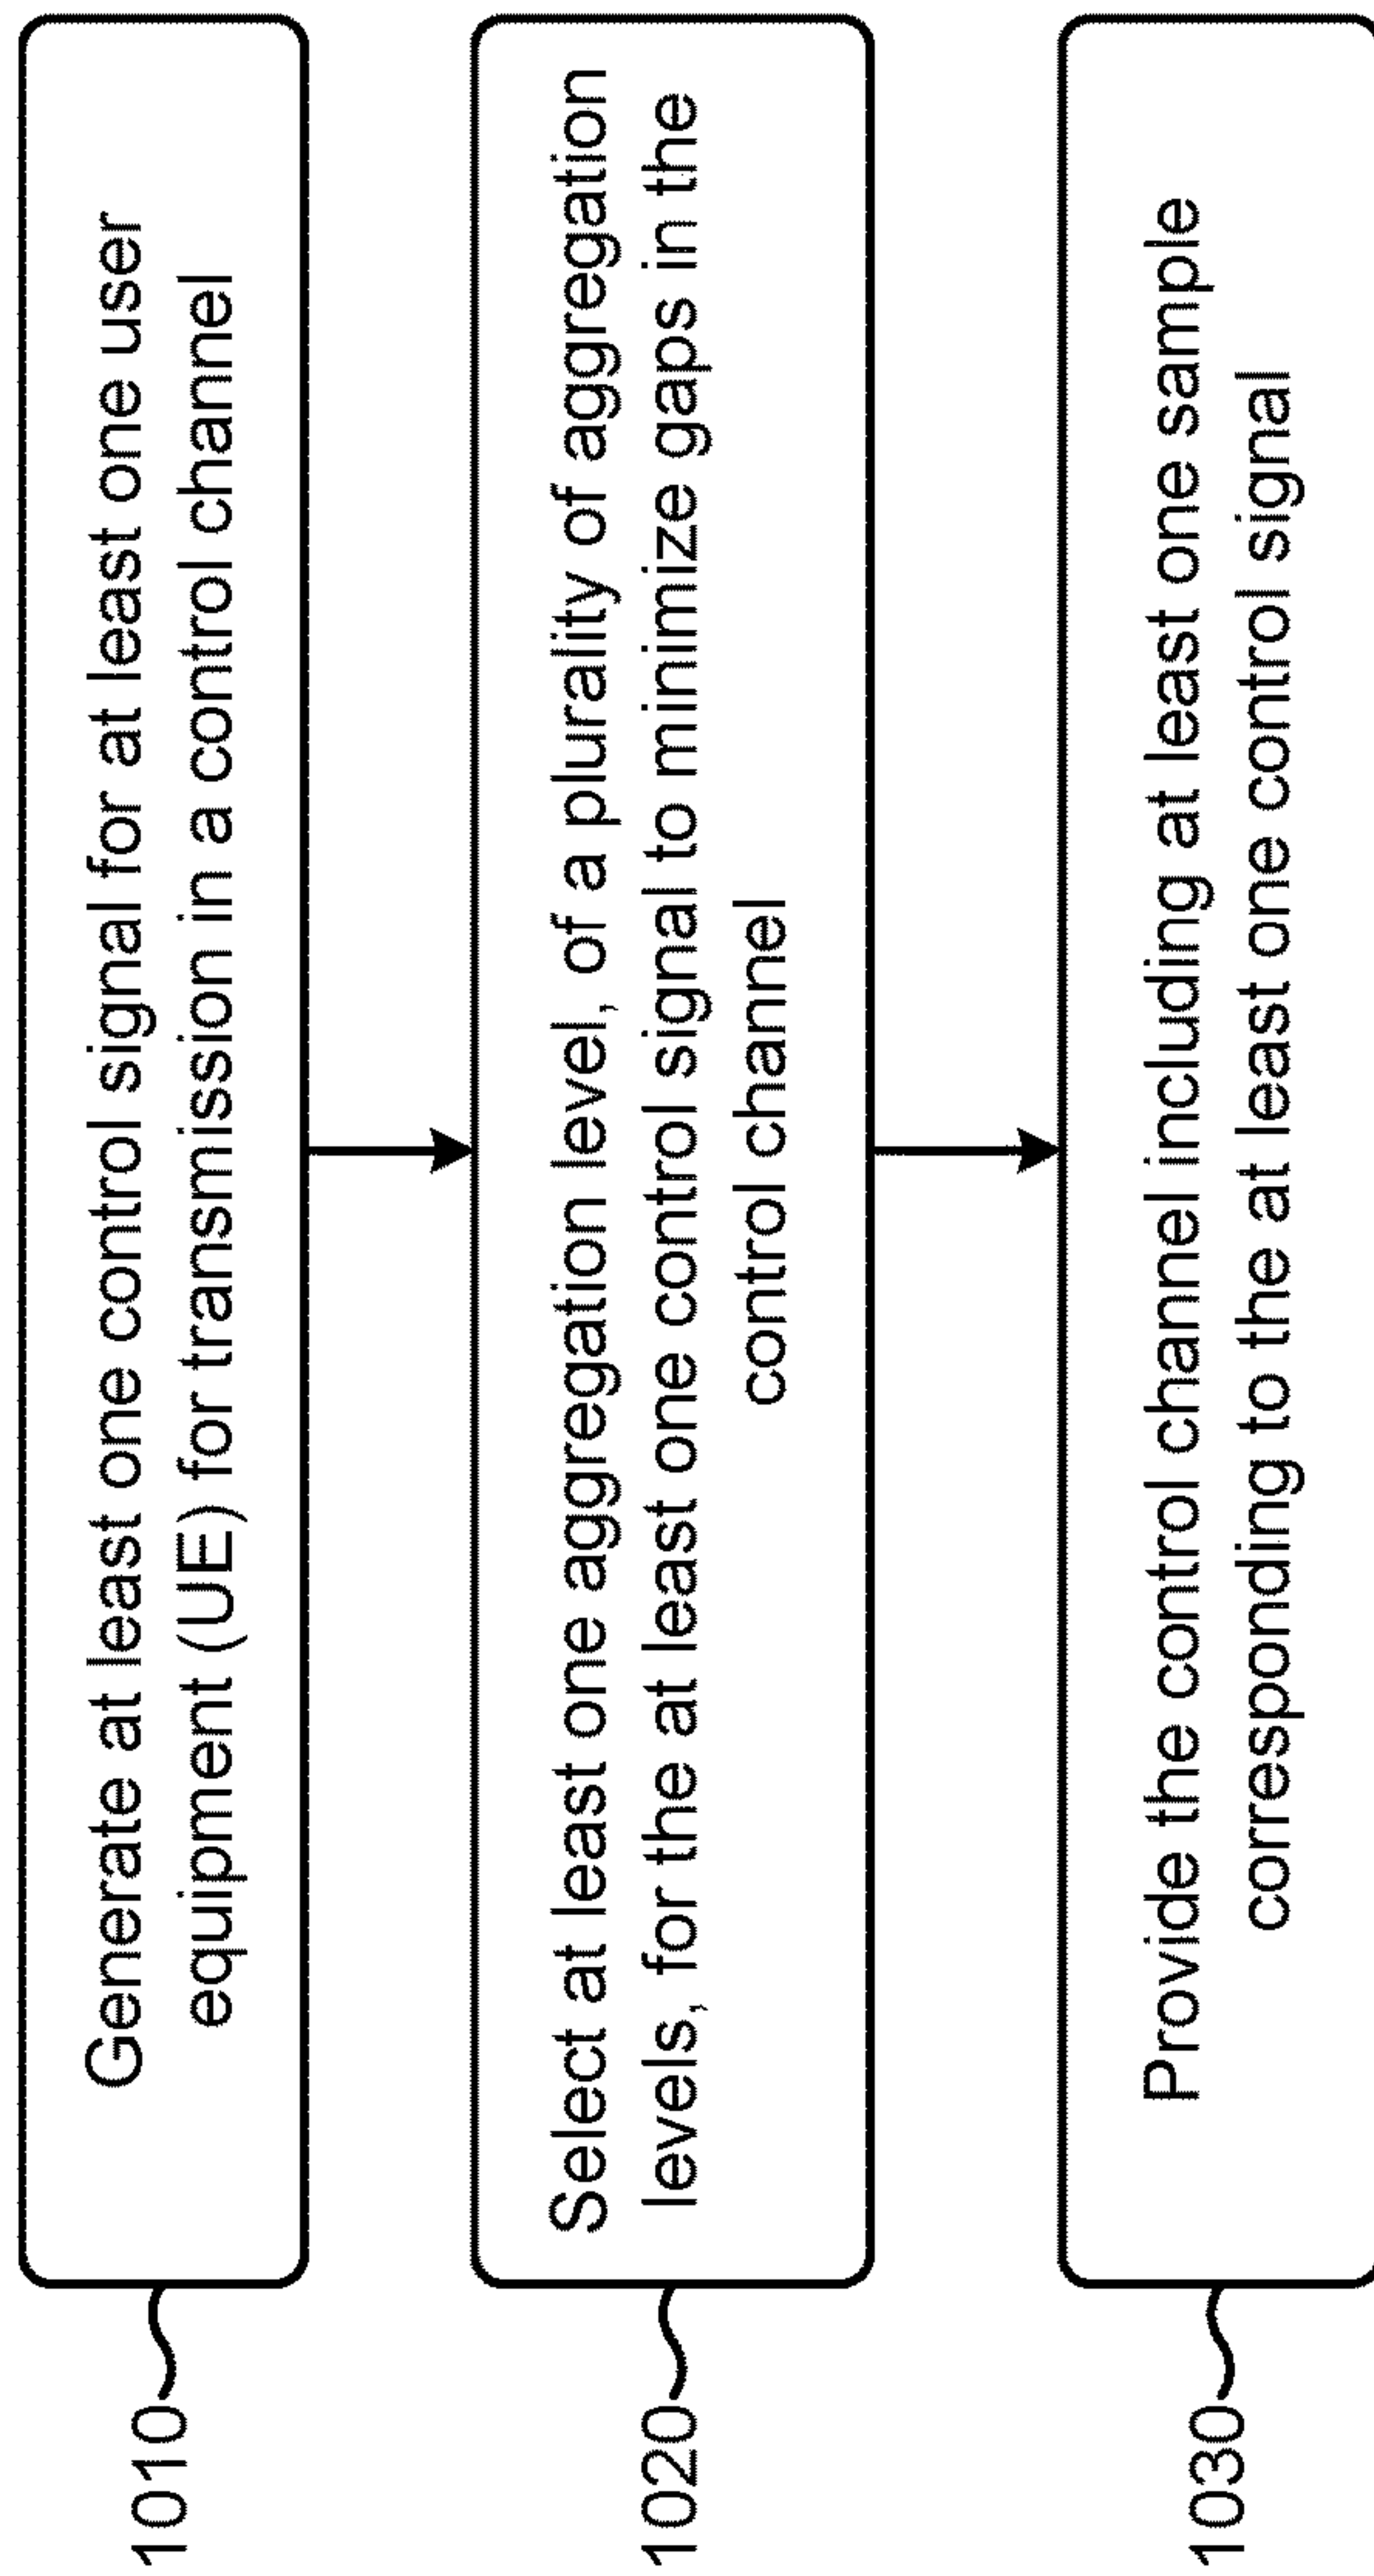 1010
Generate at least one control signal for at least one user
equipment (UE) for transmission in a control channel
1020
Select at least one aggregation level, of a plurality of aggregation
levels, for the at least one control signal to minimize gaps in the
control channel
1030
Provide the control channel including at least one sample
corresponding to the at least one control signal